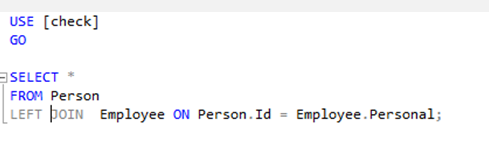 USE [check]
GO
SELECT *
FROM Person
LEFT JOIN  Employee ON Person.Id = Employee.Personal;